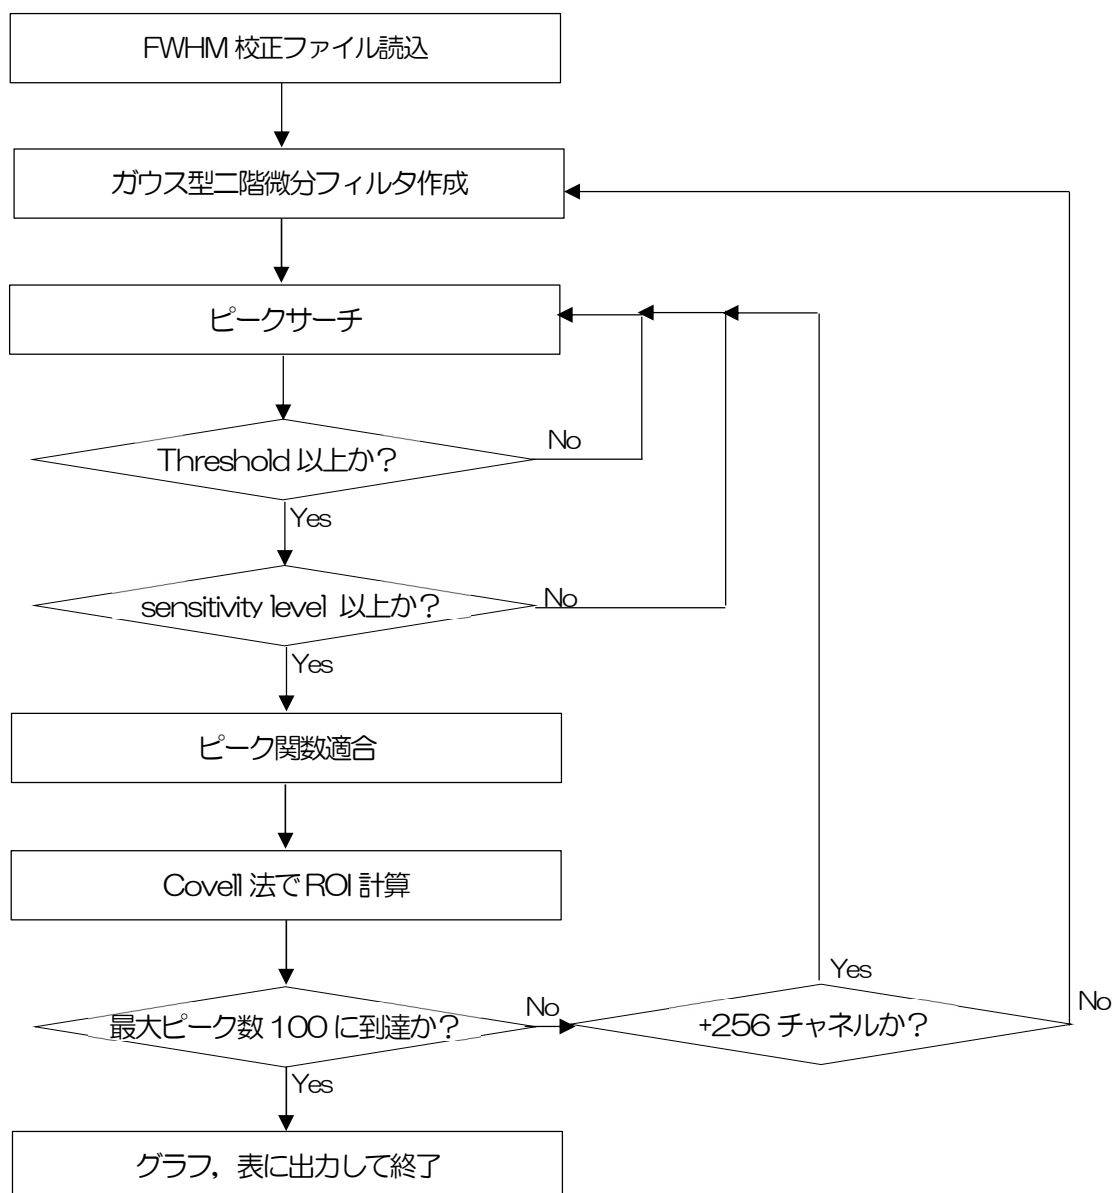 FWHM 校正ファイル読込
ガウス型二階微分フィルタ作成
ピークサーチ
Threshold 以上か？
No
Yes
sensitivity level 以上か？
No
Yes
ピーク関数適合
Covell 法で ROI 計算
最大ピーク数 100 に到達か？
No
+256 チャネルか？
Yes
No
Yes
グラフ，表に出力して終了